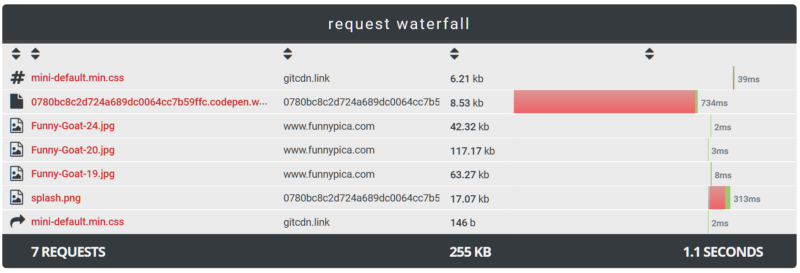 request waterfall
mini-default.min.css gitcdn.link 6.21 kb 39ms
0780bc8c2d724a689dc0064cc7b59ffc.codepen.w... 0780bc8c2d724a689dc0064cc7b5 8.53 kb 734ms
Funny-Goat-24.jpg www.funnypica.com 42.32 kb 2ms
Funny-Goat-20.jpg www.funnypica.com 117.17 kb 3ms
Funny-Goat-19.jpg www.funnypica.com 63.27 kb 8ms
splash.png 0780bc8c2d724a689dc0064cc7b5 17.07 kb 313ms
mini-default.min.css gitcdn.link 146 b 2ms
7 REQUESTS 255 KB 1.1 SECONDS